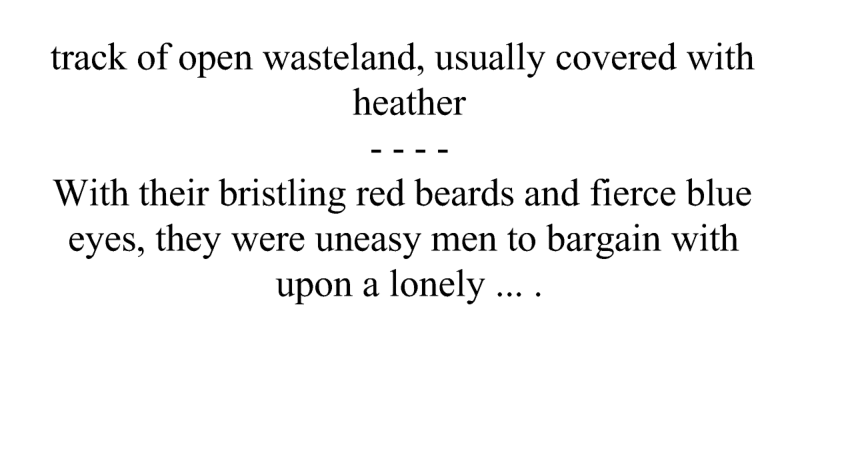 track of open wasteland, usually covered with
heather
- - - -
With their bristling red beards and fierce blue
eyes, they were uneasy men to bargain with
upon a lonely ... .